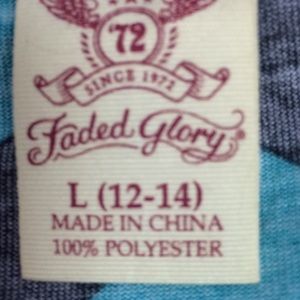 '72
SINCE 1972
Faded Glory®
L (12-14)
MADE IN CHINA
100% POLYESTER